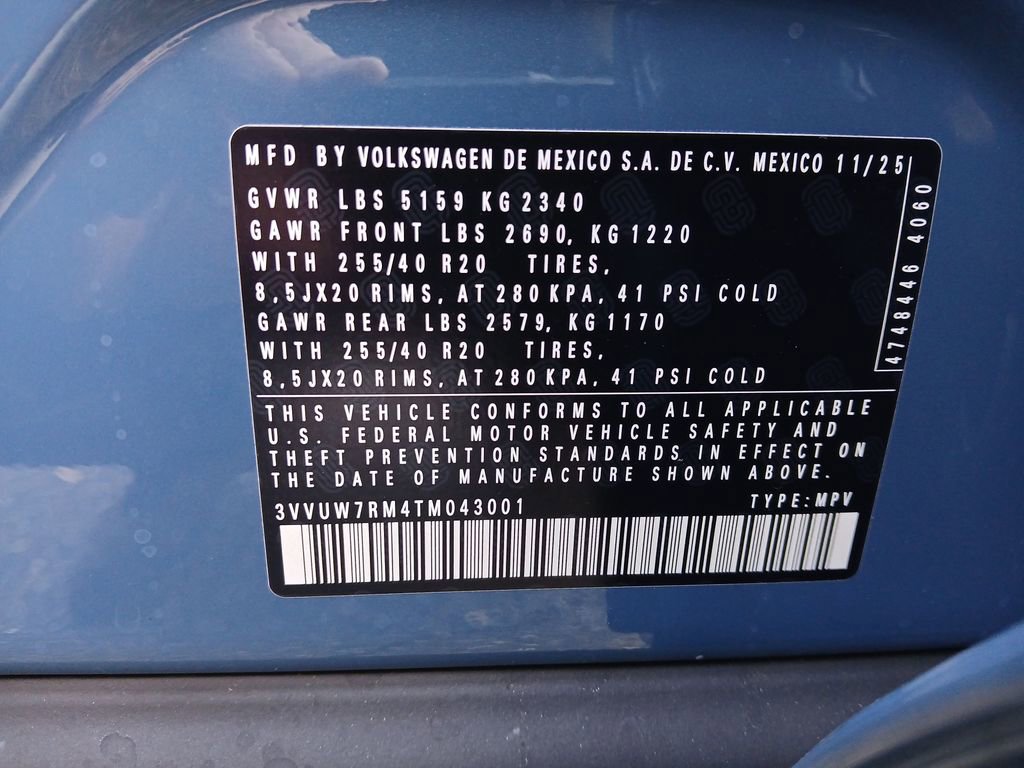 MFD BY VOLKSWAGEN DE MEXICO S.A. DE C.V. MEXICO 11/25
GVWR LBS 5159 KG 2340
GAWR FRONT LBS 2690, KG 1220
WITH 255/40 R20 TIRES,
8,5JX20 RIMS, AT 280 KPA, 41 PSI COLD
GAWR REAR LBS 2579, KG 1170
WITH 255/40 R20 TIRES,
8,5JX20 RIMS, AT 280 KPA, 41 PSI COLD
4748446 4060
THIS VEHICLE CONFORMS TO ALL APPLICABLE
U.S. FEDERAL MOTOR VEHICLE SAFETY AND
THEFT PREVENTION STANDARDS IN EFFECT ON
THE DATE OF MANUFACTURE SHOWN ABOVE.
3VVUW7RM4TM043001 TYPE: MPV